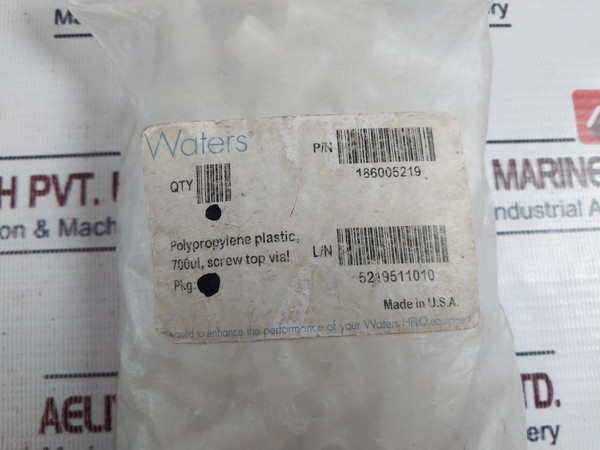 Waters®
P/N
186005219
QTY
Polypropylene plastic,
700ul, screw top vial
Pkg:
L/N
5219511010
Made in U.S.A.
to enhance the performance of your Waters HPLC equipment
H PVT.
MARINE
on & Mach
ndustrial A
AELI
TD.
ery